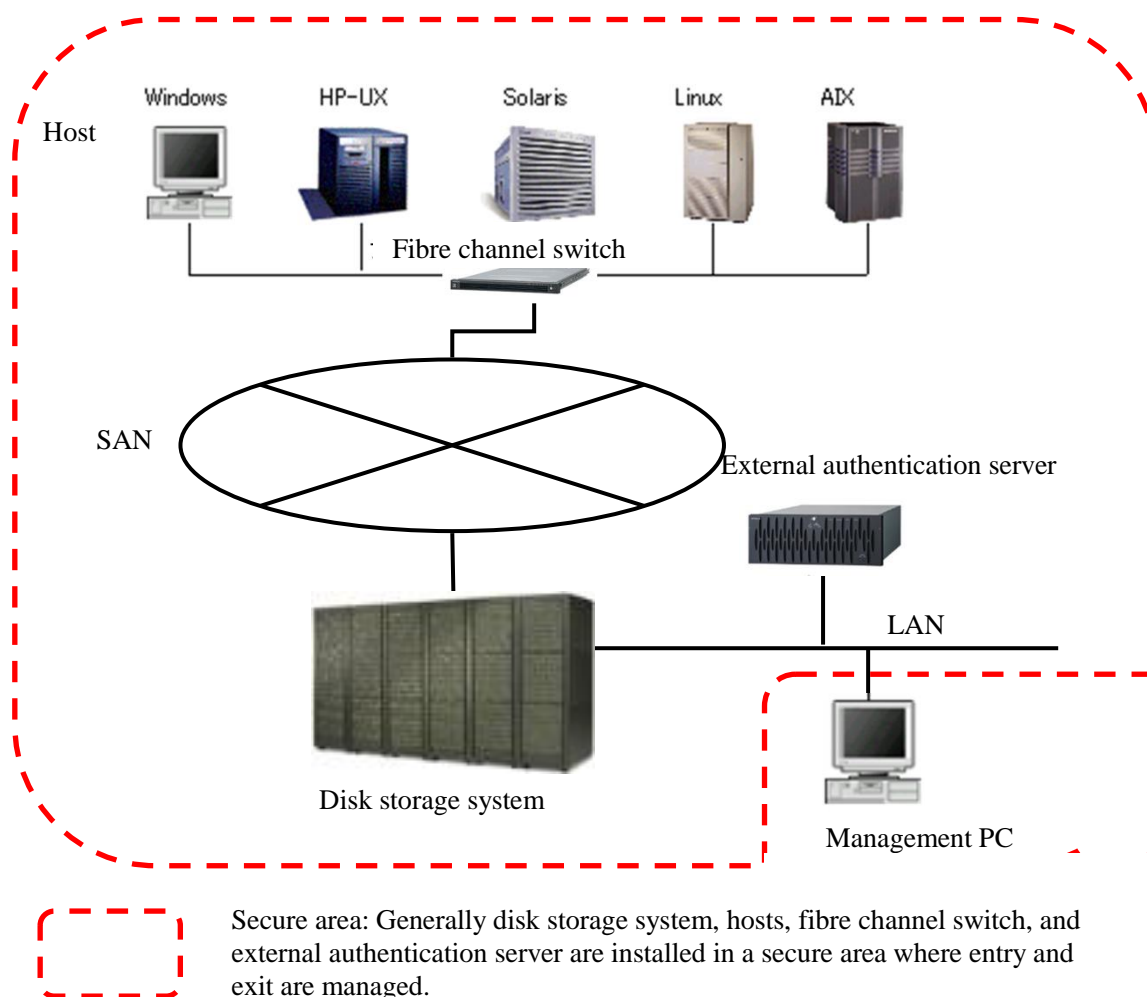 Windows
HP-UX
Solaris
Linux
AIX
Host
Fibre channel switch
SAN
External authentication server
LAN
Disk storage system
Management PC
Secure area: Generally disk storage system, hosts, fibre channel switch, and
external authentication server are installed in a secure area where entry and
exit are managed.